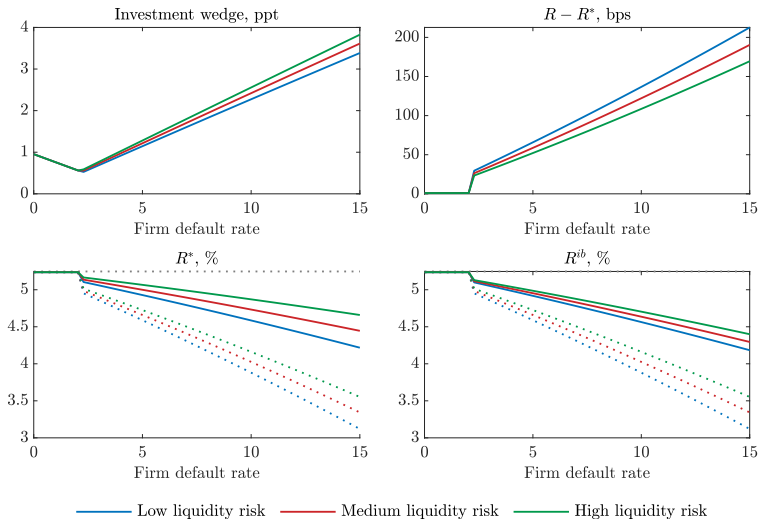 Investment wedge, ppt
4
3
2
1
0
0 5 10 15
Firm default rate
R − R*, bps
200
150
100
50
0
0 5 10 15
Firm default rate
R*, %
5
4.5
4
3.5
3
0 5 10 15
Firm default rate
R^{ib}, %
5
4.5
4
3.5
3
0 5 10 15
Firm default rate
Low liquidity risk Medium liquidity risk High liquidity risk